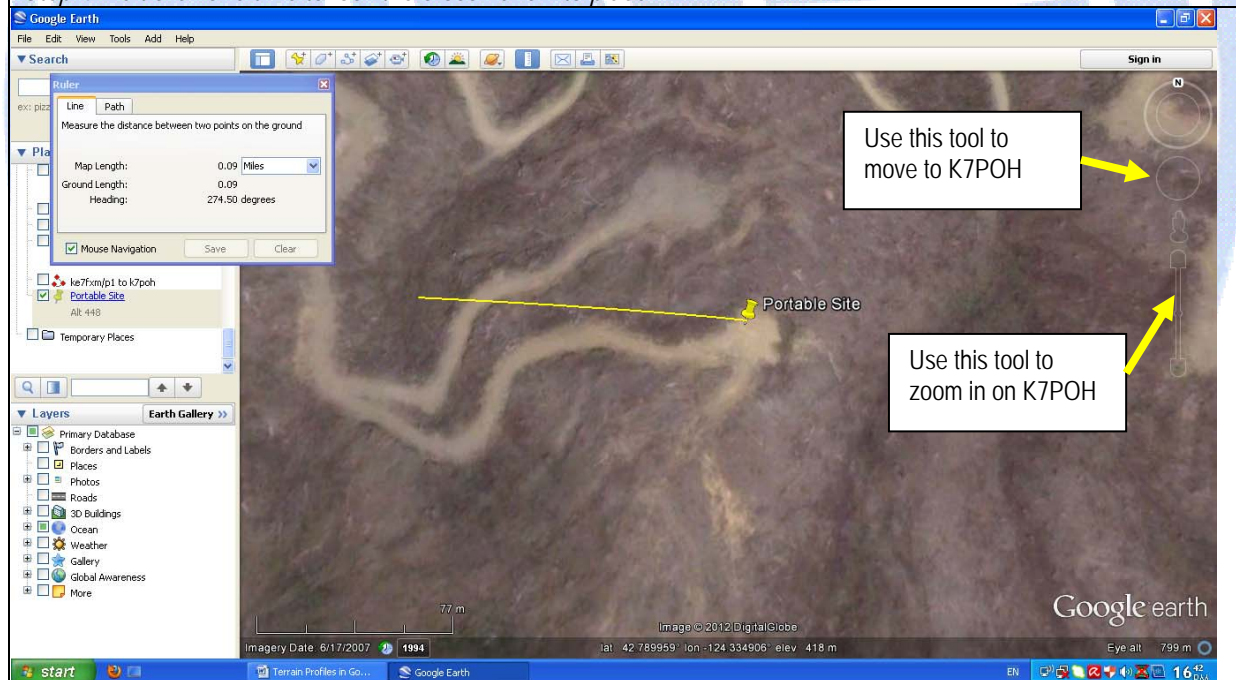 Google Earth
File Edit View Tools Add Help
Search
Sign in
Ruler
ex: pizz
Line Path
Measure the distance between two points on the ground
Map Length: 0.09 Miles
Ground Length: 0.09
Heading: 274.50 degrees
Mouse Navigation Save Clear
Pla
ke7fxm/p1 to k7poh
Portable Site
Alt 448
Temporary Places
Layers Earth Gallery >>
Primary Database
Borders and Labels
Places
Photos
Roads
3D Buildings
Ocean
Weather
Gallery
Global Awareness
More
N
Use this tool to
move to K7POH
Portable Site
Use this tool to
zoom in on K7POH
77 m
Google earth
Image © 2012 DigitalGlobe
Imagery Date 6/17/2007 1994 lat 42.789959° lon -124.334906° elev 418 m Eye alt 799 m
start Terrain Profiles in Go... Google Earth EN 16 42